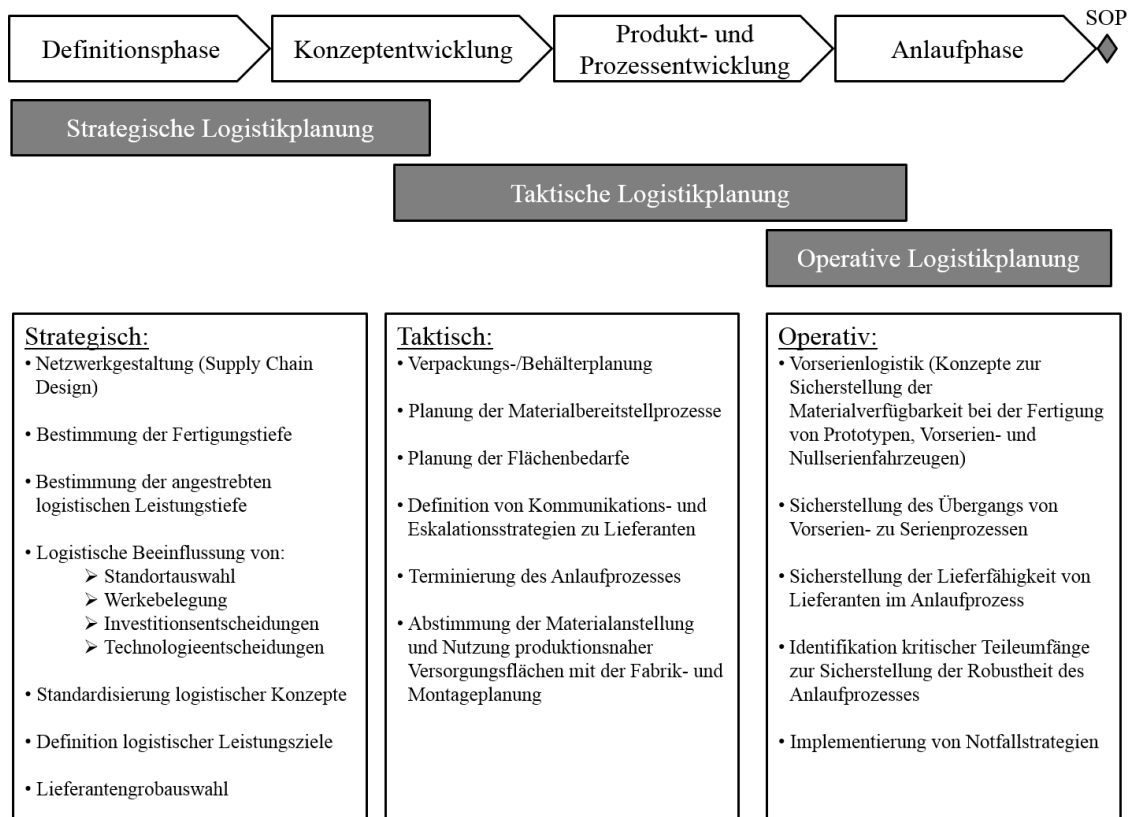 SOP
Definitionsphase
Konzeptentwicklung
Produkt- und
Prozessentwicklung
Anlaufphase
Strategische Logistikplanung
Taktische Logistikplanung
Operative Logistikplanung
Strategisch:
• Netzwerkgestaltung (Supply Chain
Design)
• Bestimmung der Fertigungstiefe
• Bestimmung der angestrebten
logistischen Leistungstiefe
• Logistische Beeinflussung von:
➢ Standortauswahl
➢ Werkebelegung
➢ Investitionsentscheidungen
➢ Technologieentscheidungen
• Standardisierung logistischer Konzepte
• Definition logistischer Leistungsziele
• Lieferantengrobauswahl
Taktisch:
• Verpackungs-/Behälterplanung
• Planung der Materialbereitstellprozesse
• Planung der Flächenbedarfe
• Definition von Kommunikations- und
Eskalationsstrategien zu Lieferanten
• Terminierung des Anlaufprozesses
• Abstimmung der Materialanstellung
und Nutzung produktionsnaher
Versorgungsflächen mit der Fabrik- und
Montageplanung
Operativ:
• Vorserienlogistik (Konzepte zur
Sicherstellung der
Materialverfügbarkeit bei der Fertigung
von Prototypen, Vorserien- und
Nullserienfahrzeugen)
• Sicherstellung des Übergangs von
Vorserien- zu Serienprozessen
• Sicherstellung der Lieferfähigkeit von
Lieferanten im Anlaufprozess
• Identifikation kritischer Teileumfänge
zur Sicherstellung der Robustheit des
Anlaufprozesses
• Implementierung von Notfallstrategien